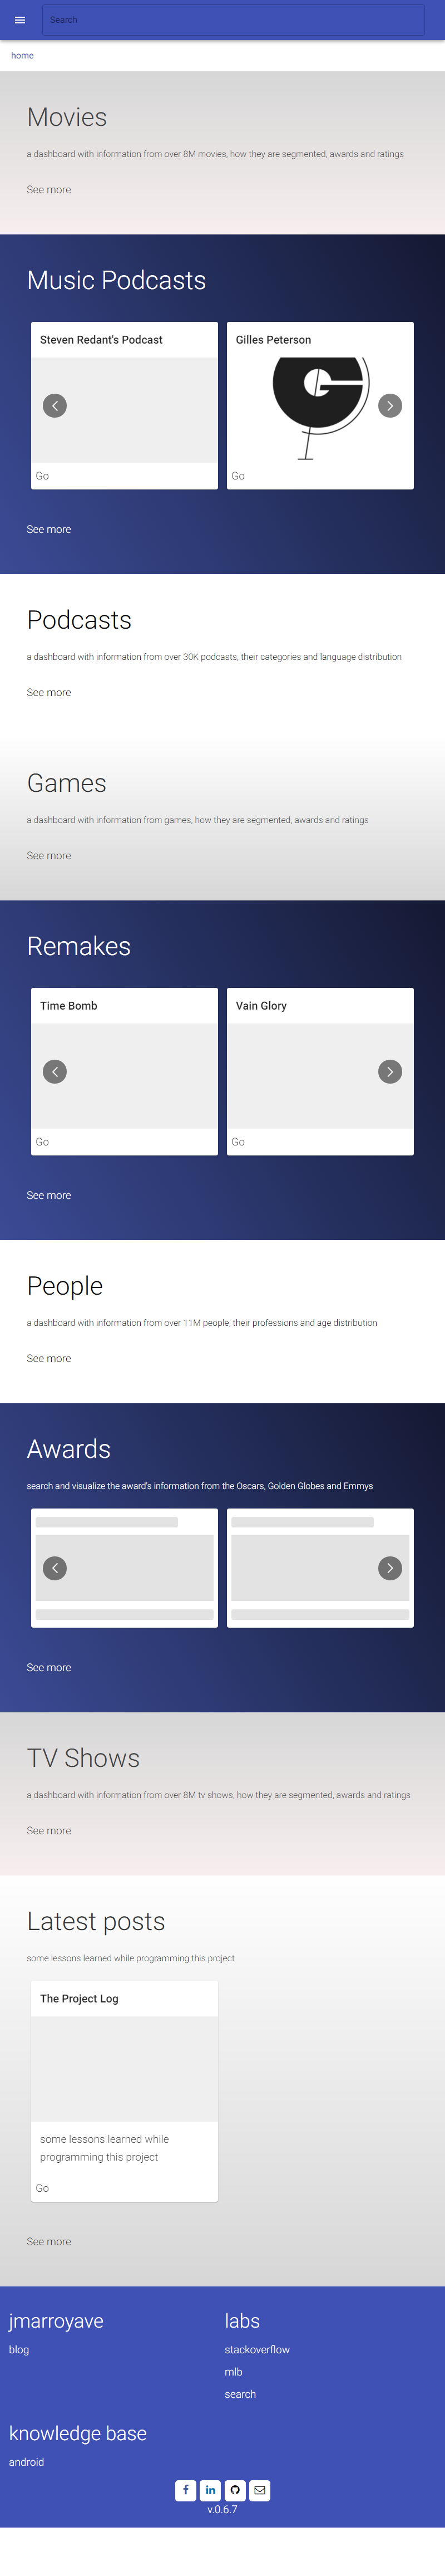 Search
home
Movies
a dashboard with information from over 8M movies, how they are segmented, awards and ratings
See more
Music Podcasts
Steven Redant's Podcast
Gilles Peterson
Go
Go
See more
Podcasts
a dashboard with information from over 30K podcasts, their categories and language distribution
See more
Games
a dashboard with information from games, how they are segmented, awards and ratings
See more
Remakes
Time Bomb
Vain Glory
Go
Go
See more
People
a dashboard with information from over 11M people, their professions and age distribution
See more
Awards
search and visualize the award's information from the Oscars, Golden Globes and Emmys
See more
TV Shows
a dashboard with information from over 8M tv shows, how they are segmented, awards and ratings
See more
Latest posts
some lessons learned while programming this project
The Project Log
some lessons learned while
programming this project
Go
See more
jmarroyave
blog
labs
stackoverflow
mlb
search
knowledge base
android
v.0.6.7